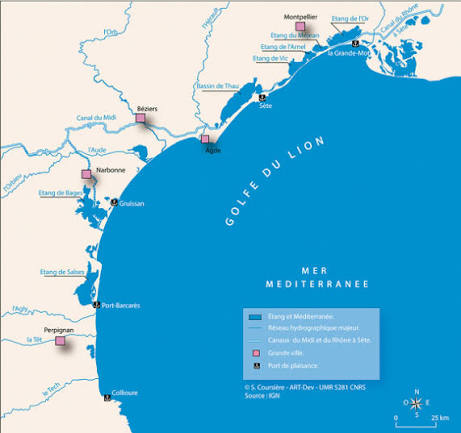 Montpellier
Etang de l'Or
Canal du Rhône
à Sète
l'Hérault
l'Orb
Etang du Méjean
Etang de l'Arnel
Etang de Vic
la Grande-Motte
Bassin de Thau
Sète
Béziers
Canal du Midi
Agde
l'Aude
Narbonne
l'Orbieu
Etang de Bages
Gruissan
GOLFE DU LION
MER
MEDITERRANEE
Etang de Salses
Port-Barcarès
l'Agly
Perpignan
la Têt
le Tech
Collioure
Etang et Méditerranée.
Réseau hydrographique majeur.
Canaux du Midi et du Rhône à Sète.
Grande ville.
Port de plaisance.
© S. Coursière - ART-Dev - UMR 5281 CNRS
Source : IGN
N
O E
S
0 25 km